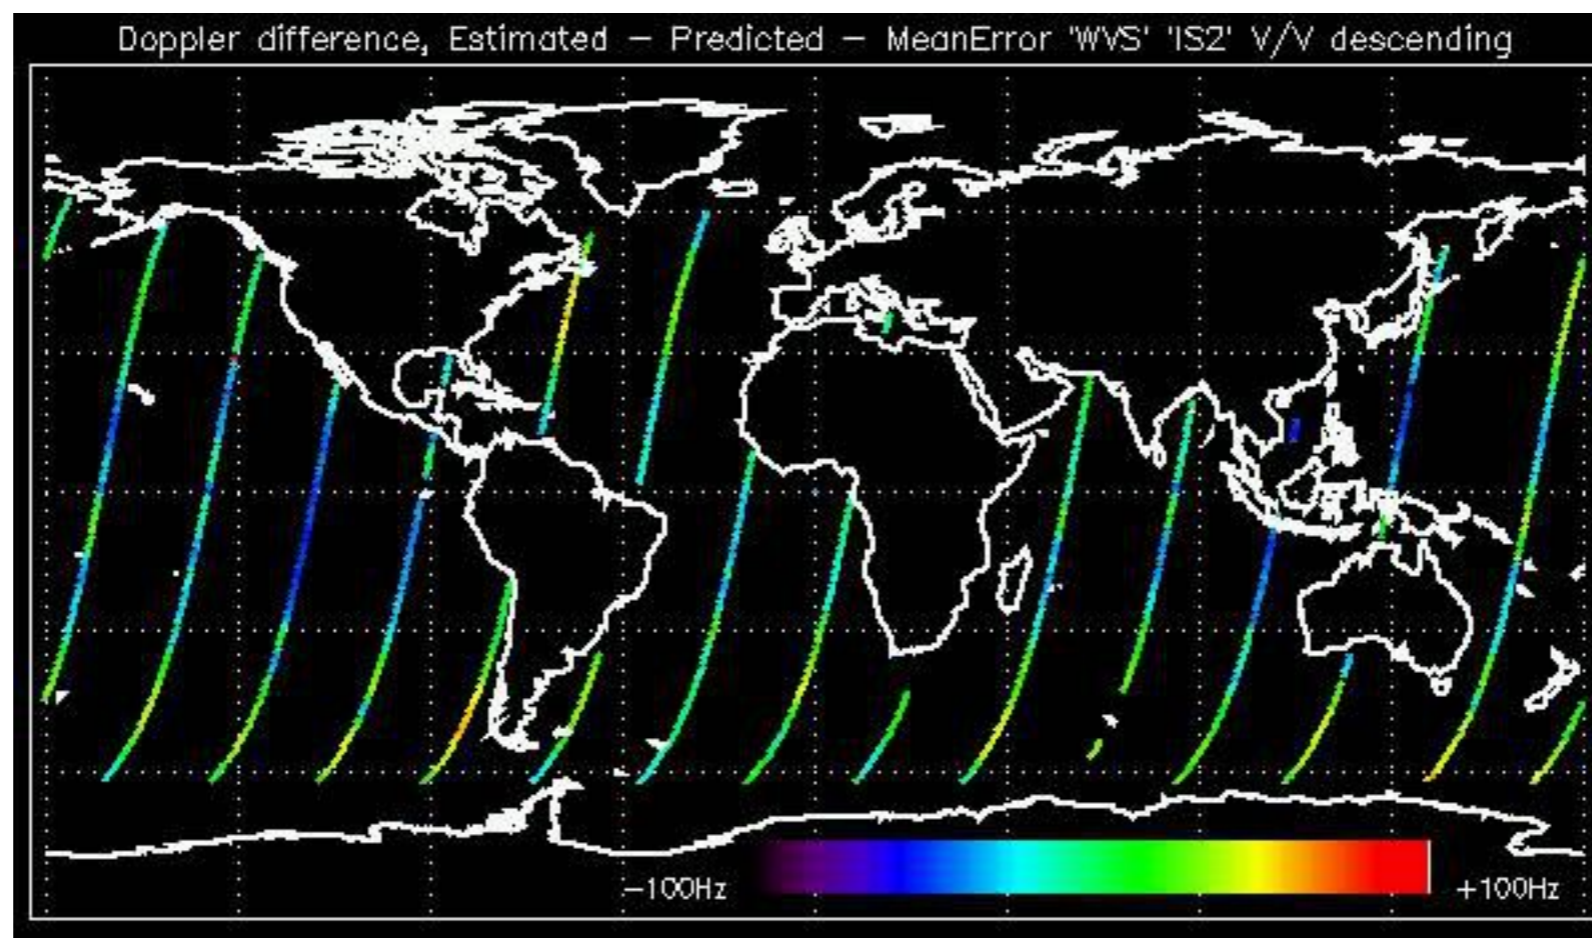 Doppler difference, Estimated – Predicted – MeanError 'WVS' 'IS2' V/V descending
–100Hz
+100Hz